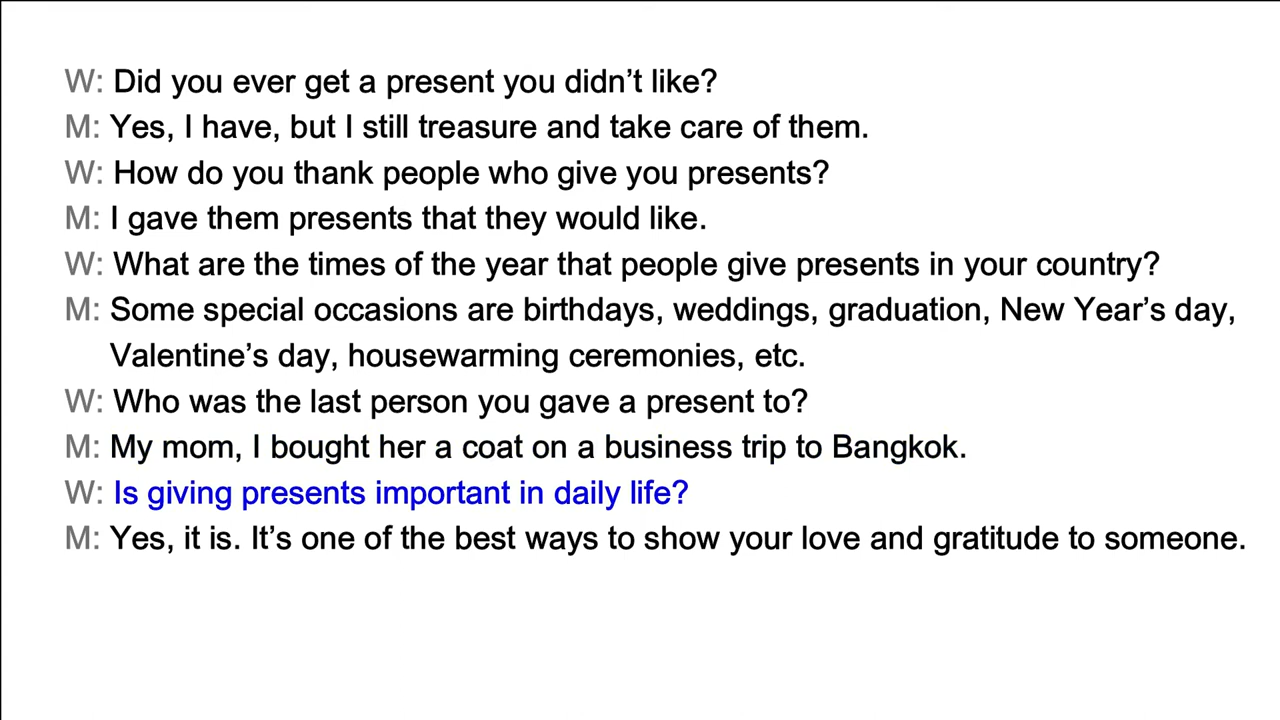 W: Did you ever get a present you didn’t like?
M: Yes, I have, but I still treasure and take care of them.
W: How do you thank people who give you presents?
M: I gave them presents that they would like.
W: What are the times of the year that people give presents in your country?
M: Some special occasions are birthdays, weddings, graduation, New Year’s day,
Valentine’s day, housewarming ceremonies, etc.
W: Who was the last person you gave a present to?
M: My mom, I bought her a coat on a business trip to Bangkok.
W: Is giving presents important in daily life?
M: Yes, it is. It’s one of the best ways to show your love and gratitude to someone.